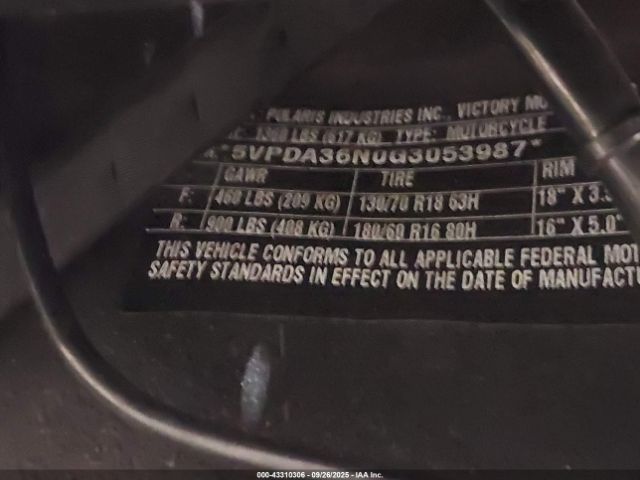 : POLARIS INDUSTRIES INC., VICTORY MO
1360 LBS (617 KG) TYPE: MOTORCYCLE
*5VPDA36N0G3053987*
GAWR TIRE RIM
F: 460 LBS (209 KG) 130/70 R18 63H 18" X 3.5
R: 900 LBS (408 KG) 180/60 R16 80H 16" X 5.0"
THIS VEHICLE CONFORMS TO ALL APPLICABLE FEDERAL MOT
SAFETY STANDARDS IN EFFECT ON THE DATE OF MANUFACTU
000-43310306 - 09/26/2025 - IAA Inc.